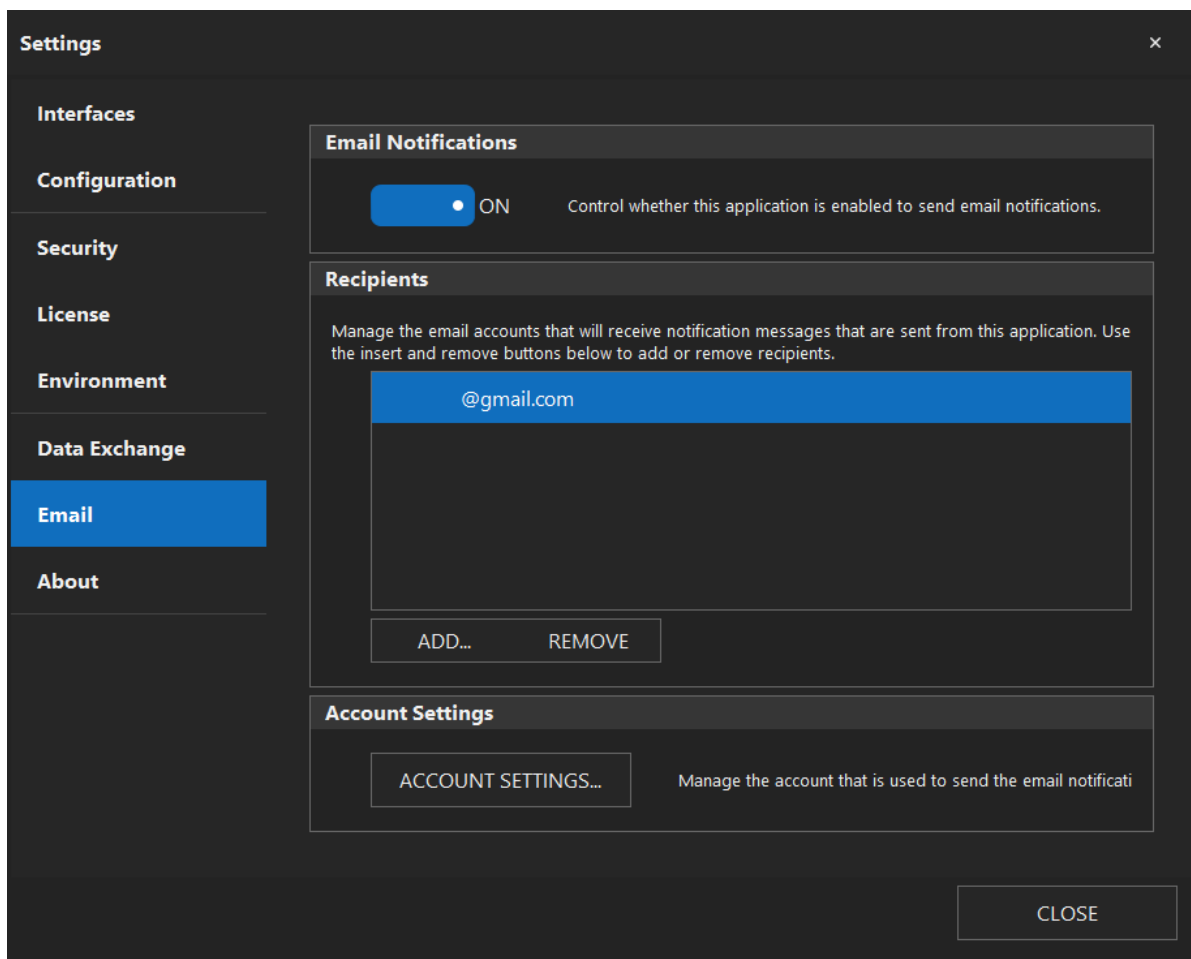 Settings
×
Interfaces
Configuration
Security
License
Environment
Data Exchange
Email
About
Email Notifications
ON
Control whether this application is enabled to send email notifications.
Recipients
Manage the email accounts that will receive notification messages that are sent from this application. Use
the insert and remove buttons below to add or remove recipients.
@gmail.com
ADD...
REMOVE
Account Settings
ACCOUNT SETTINGS...
Manage the account that is used to send the email notificati
CLOSE